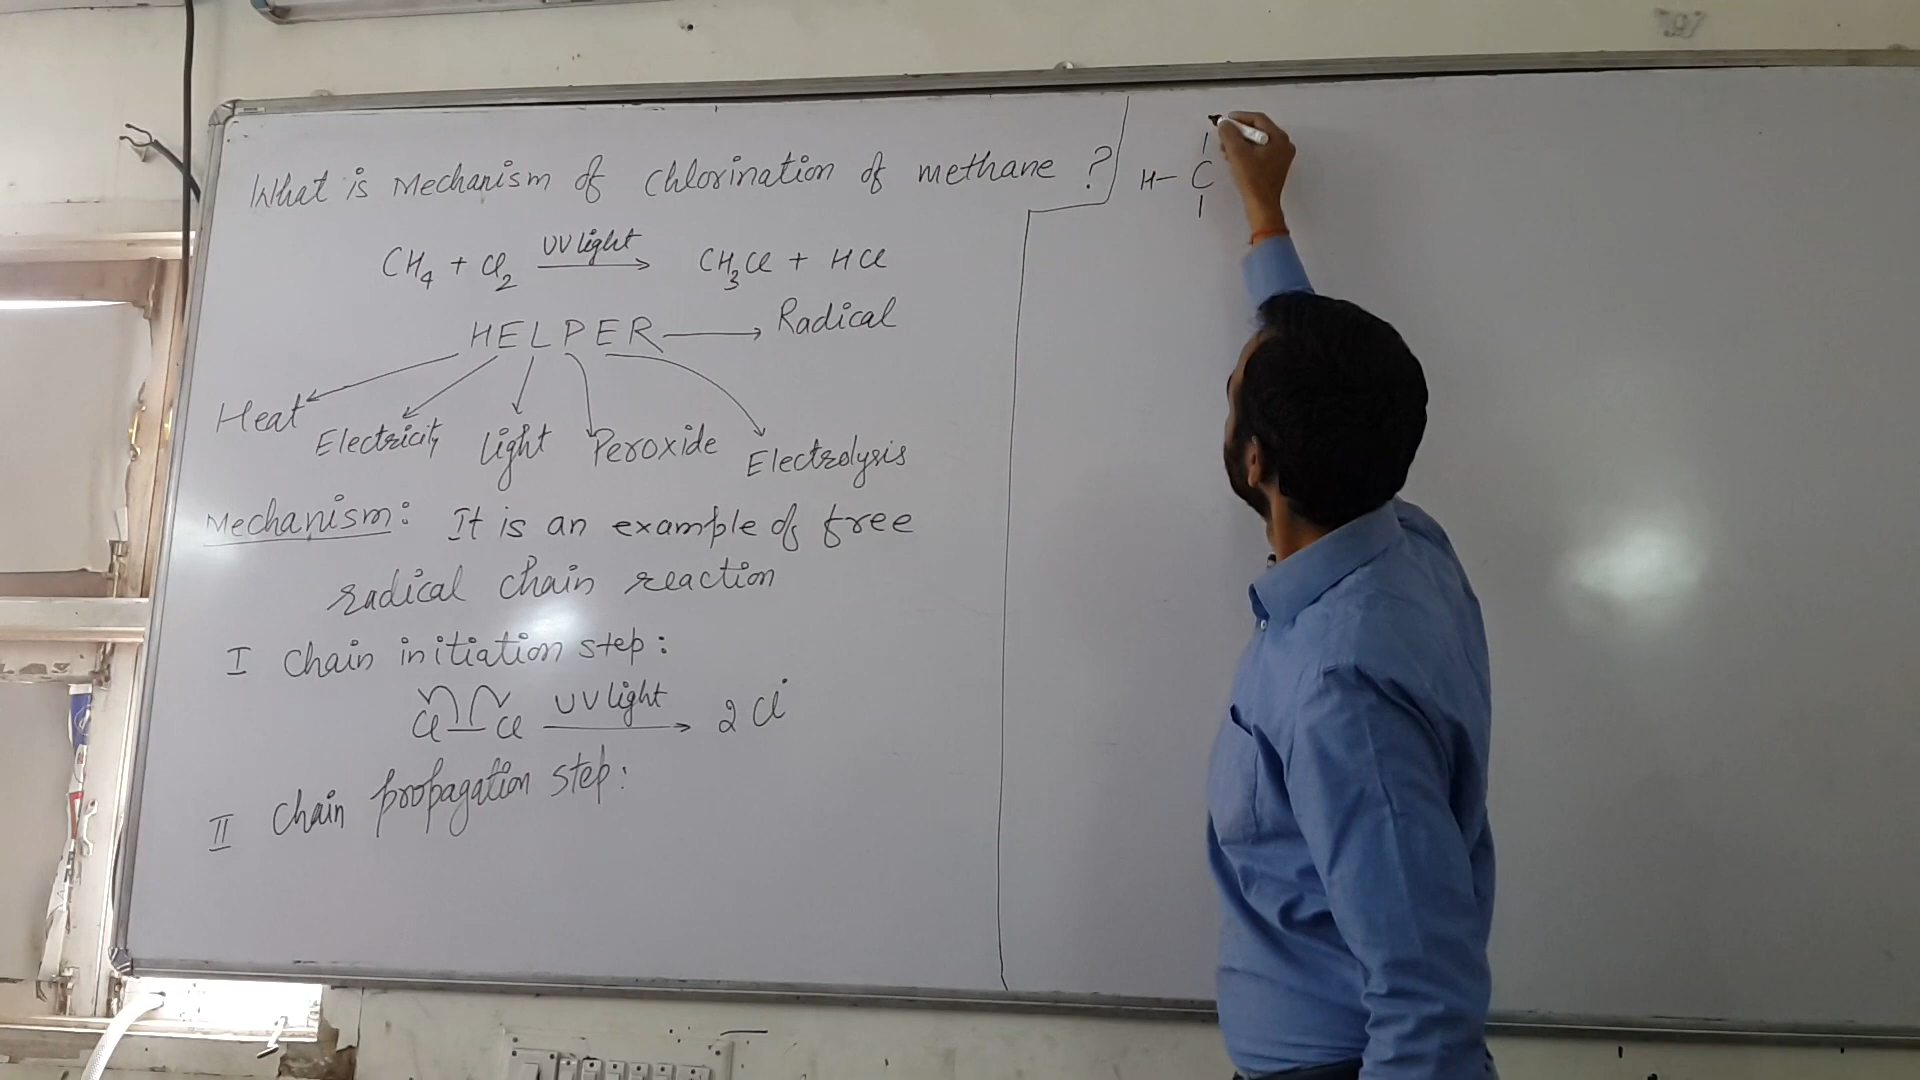 What is Mechanism of Chlorination of methane ?
CH4 + Cl2 UV light → CH3Cl + HCl
HELPER → Radical
Heat Electricity light Peroxide Electrolysis
Mechanism: It is an example of free
radical chain reaction
I Chain initiation step:
Cl—Cl UV light → 2 Cl•
II Chain propagation step:
H– C